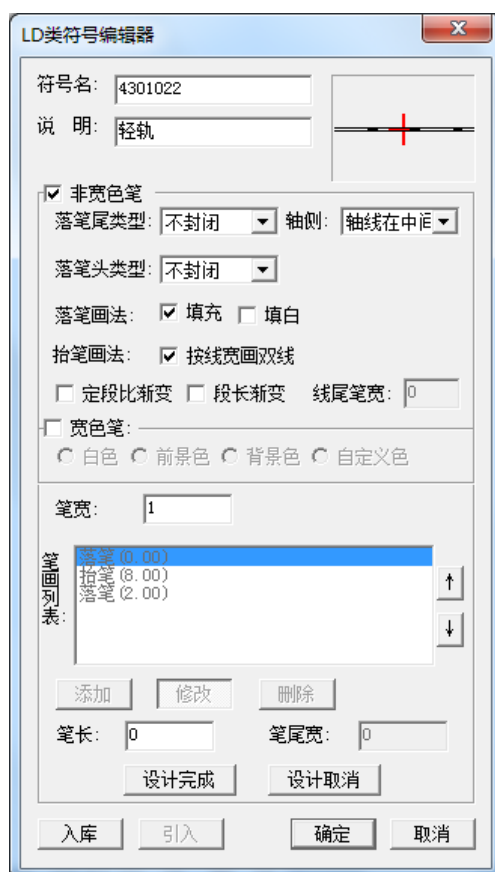 LD类符号编辑器
符号名: 4301022
说 明: 轻轨
非宽色笔
落笔尾类型: 不封闭 轴侧: 轴线在中间
落笔头类型: 不封闭
落笔画法: 填充 填白
抬笔画法: 按线宽画双线
定段比渐变 段长渐变 线尾笔宽: 0
宽色笔:
白色 前景色 背景色 自定义色
笔宽: 1
笔画列表:
落笔(0.00)
抬笔(8.00)
落笔(2.00)
↑
↓
添加 修改 删除
笔长: 0 笔尾宽: 0
设计完成 设计取消
入库 引入 确定 取消